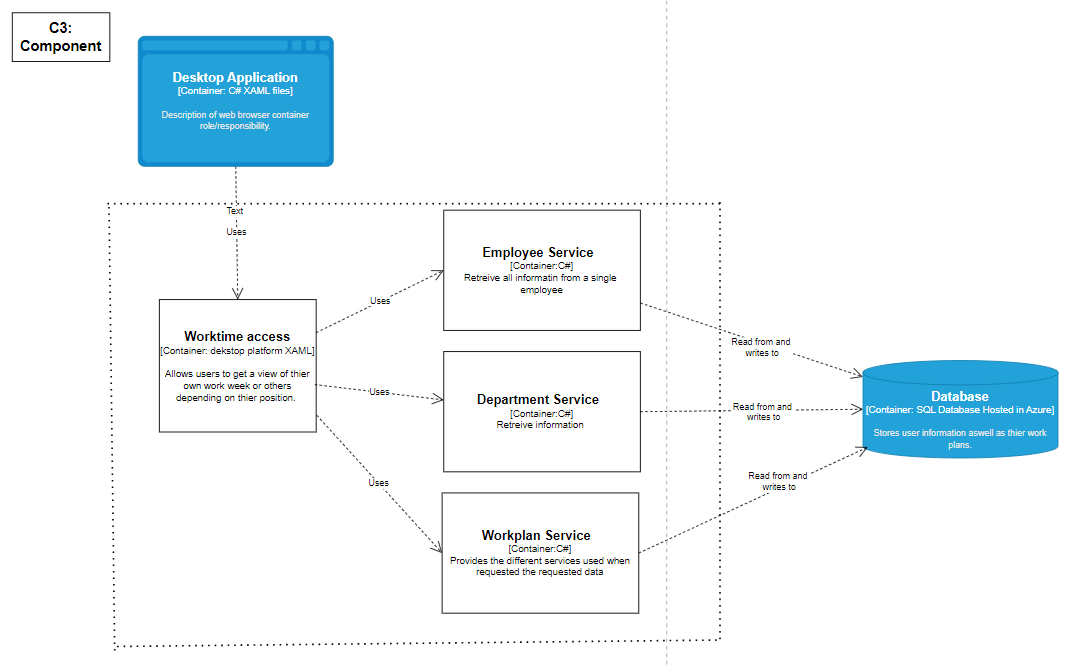 C3:
Component
Desktop Application
[Container: C# XAML files]
Description of web browser container
role/responsibility.
Text
Uses
Worktime access
[Container: dekstop platform XAML]
Allows users to get a view of thier
own work week or others
depending on thier position.
Uses
Uses
Uses
Employee Service
[Container:C#]
Retreive all informatin from a single
employee
Department Service
[Container:C#]
Retreive information
Workplan Service
[Container:C#]
Provides the different services used when
requested the requested data
Read from and
writes to
Read from and
writes to
Read from and
writes to
Database
[Container: SQL Database Hosted in Azure]
Stores user information aswell as thier work
plans.